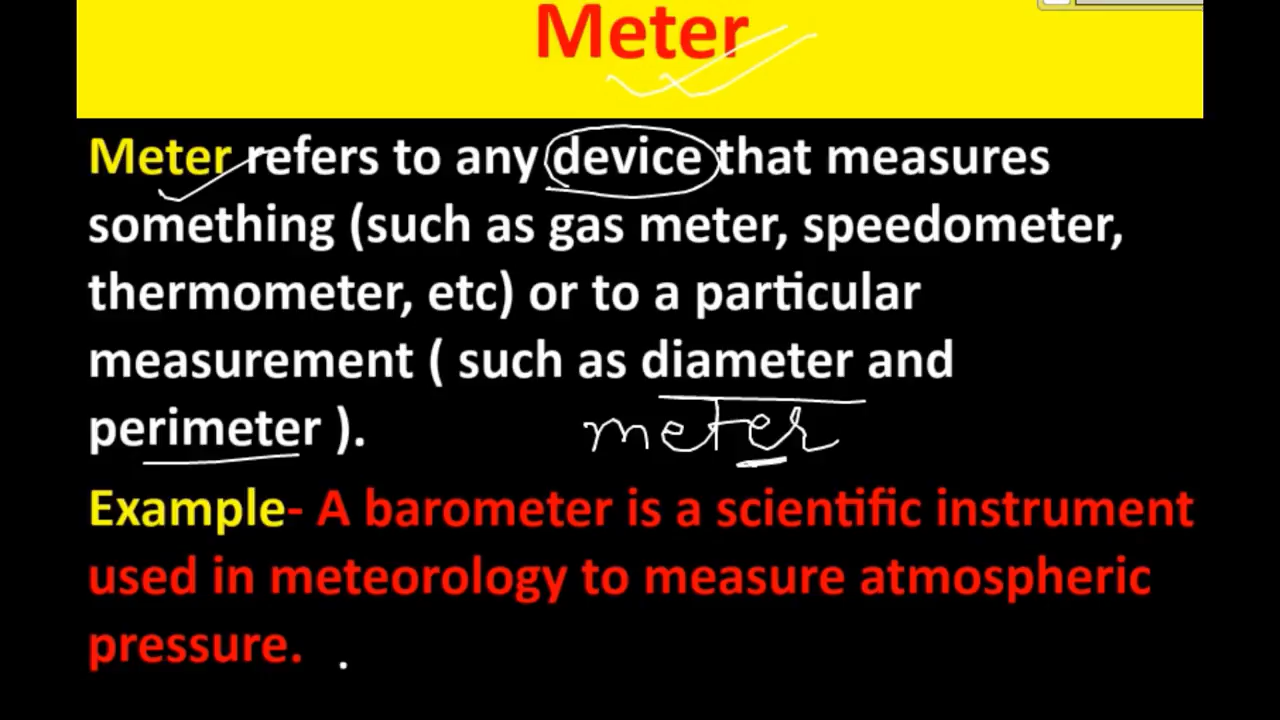 Meter
Meter refers to any device that measures
something (such as gas meter, speedometer,
thermometer, etc) or to a particular
measurement ( such as diameter and
perimeter ).
meter
Example- A barometer is a scientific instrument
used in meteorology to measure atmospheric
pressure.